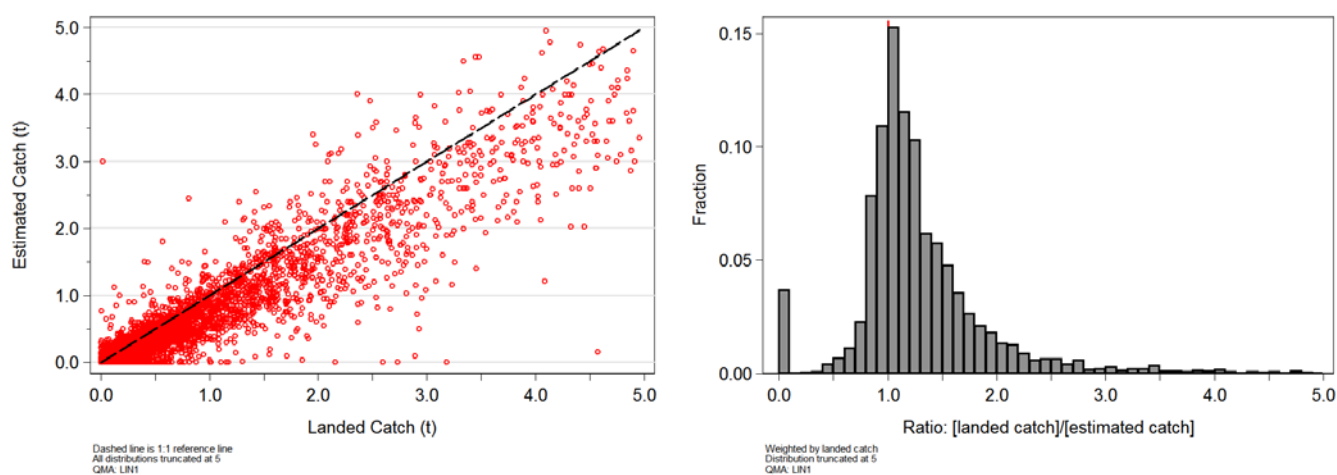 5.0
4.0
3.0
2.0
1.0
0.0
Estimated Catch (t)
0.0 1.0 2.0 3.0 4.0 5.0
Landed Catch (t)
Dashed line is 1:1 reference line
All distributions truncated at 5
QMA: LIN1
0.15
0.10
0.05
0.00
Fraction
0.0 1.0 2.0 3.0 4.0 5.0
Ratio: [landed catch]/[estimated catch]
Weighted by landed catch
Distribution truncated at 5
QMA: LIN1